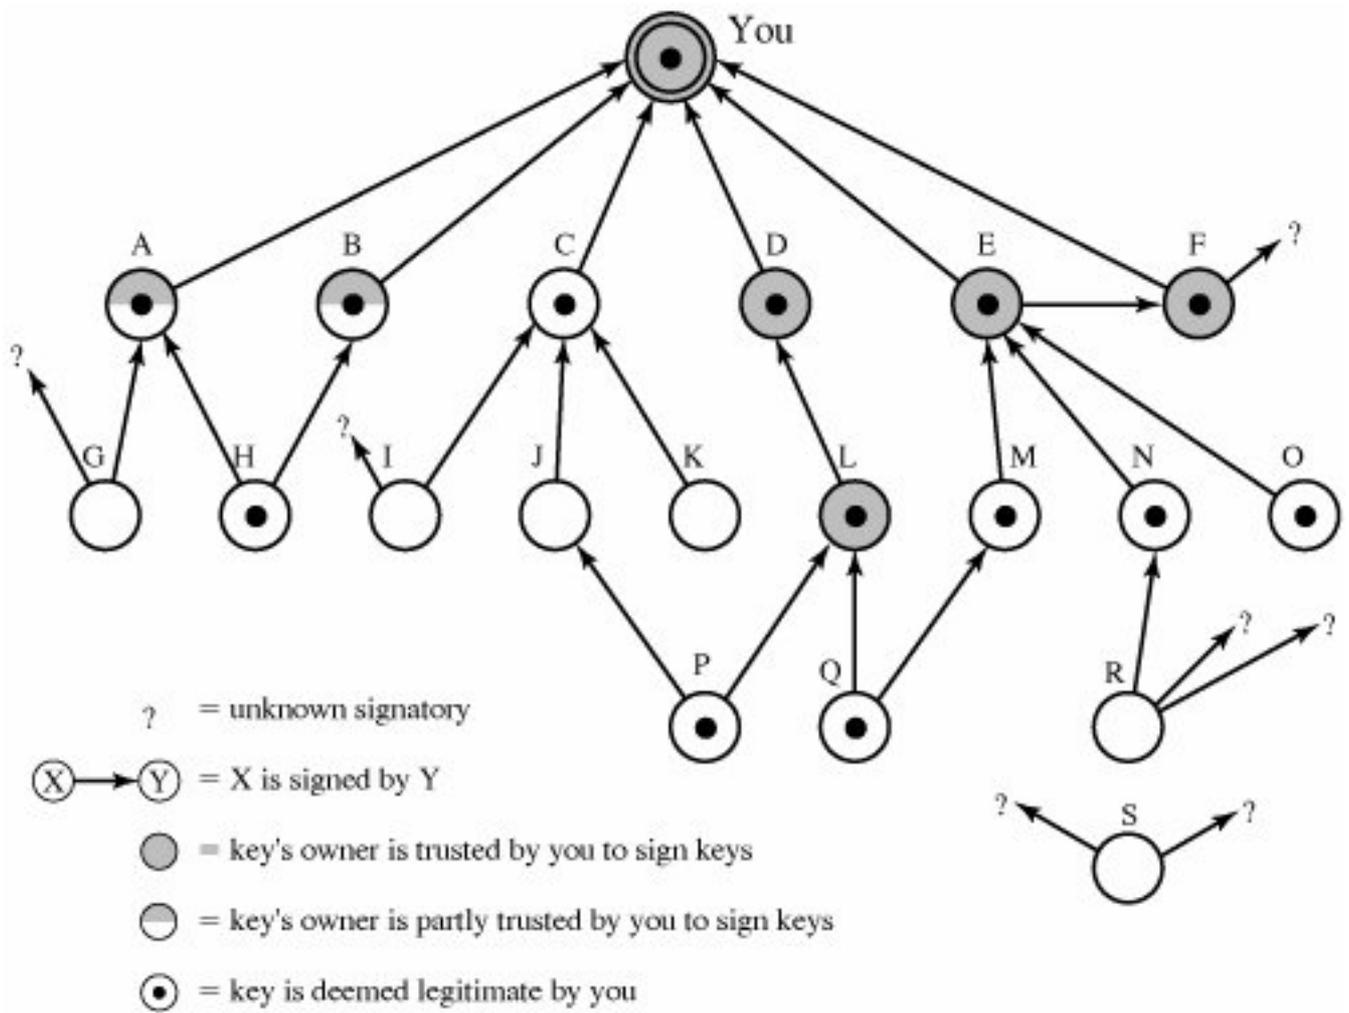 You
A B C D E F ?
?
? G H I J K L M N O
? ?
P Q R
? = unknown signatory
X Y = X is signed by Y
? S ?
= key's owner is trusted by you to sign keys
= key's owner is partly trusted by you to sign keys
= key is deemed legitimate by you